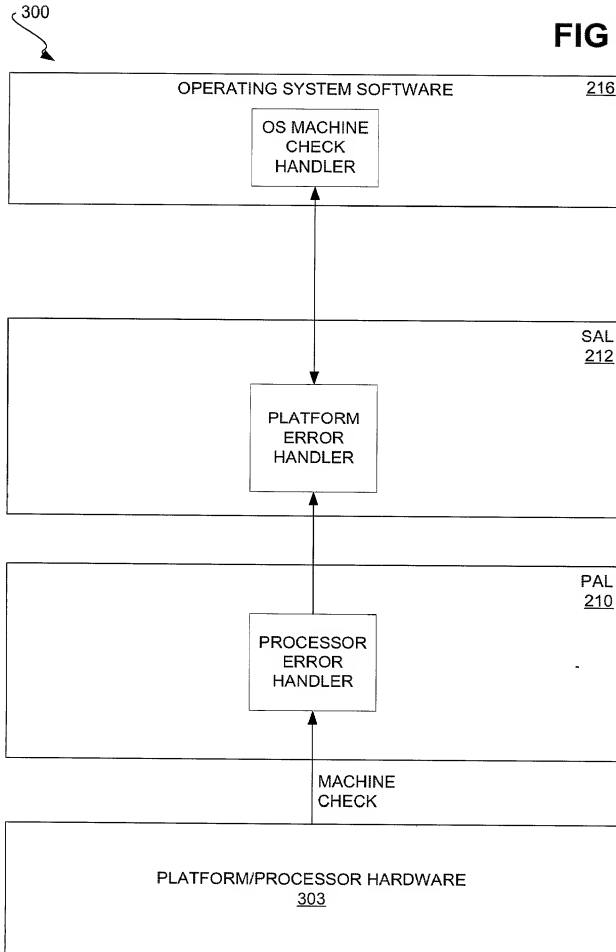 300
FIG
OPERATING SYSTEM SOFTWARE
216
OS MACHINE
CHECK
HANDLER
SAL
212
PLATFORM
ERROR
HANDLER
PAL
210
PROCESSOR
ERROR
HANDLER
MACHINE
CHECK
PLATFORM/PROCESSOR HARDWARE
303